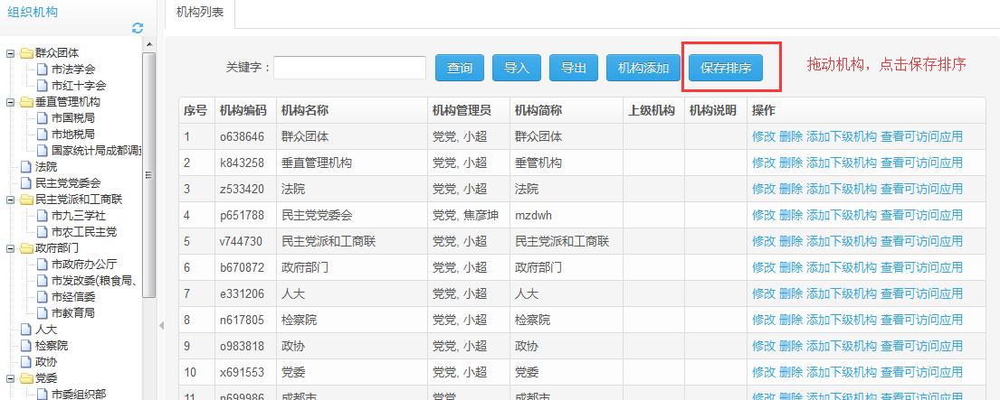 组织机构
群众团体
市法学会
市红十字会
垂直管理机构
市国税局
市地税局
国家统计局成都调查
法院
民主党党委会
民主党派和工商联
市九三学社
市农工民主党
政府部门
市政府办公厅
市发改委(粮食局、
市经信委
市教育局
人大
检察院
政协
党委
市委组织部
机构列表
关键字： 查询 导入 导出 机构添加 保存排序 拖动机构，点击保存排序
序号 机构编码 机构名称 机构管理员 机构简称 上级机构 机构说明 操作
1 o638646 群众团体 党党, 小超 群众团体 修改 删除 添加下级机构 查看可访问应用
2 k843258 垂直管理机构 党党, 小超 垂管机构 修改 删除 添加下级机构 查看可访问应用
3 z533420 法院 党党, 小超 法院 修改 删除 添加下级机构 查看可访问应用
4 p651788 民主党党委会 党党, 焦彦坤 mzdwh 修改 删除 添加下级机构 查看可访问应用
5 v744730 民主党派和工商联 党党, 小超 民主党派和工商联 修改 删除 添加下级机构 查看可访问应用
6 b670872 政府部门 党党, 小超 政府部门 修改 删除 添加下级机构 查看可访问应用
7 e331206 人大 党党, 小超 人大 修改 删除 添加下级机构 查看可访问应用
8 n617805 检察院 党党, 小超 检察院 修改 删除 添加下级机构 查看可访问应用
9 o983818 政协 党党, 小超 政协 修改 删除 添加下级机构 查看可访问应用
10 x691553 党委 党党, 小超 党委 修改 删除 添加下级机构 查看可访问应用
11 n699986 成都市 党党 成都市 修改 删除 添加下级机构 查看可访问应用